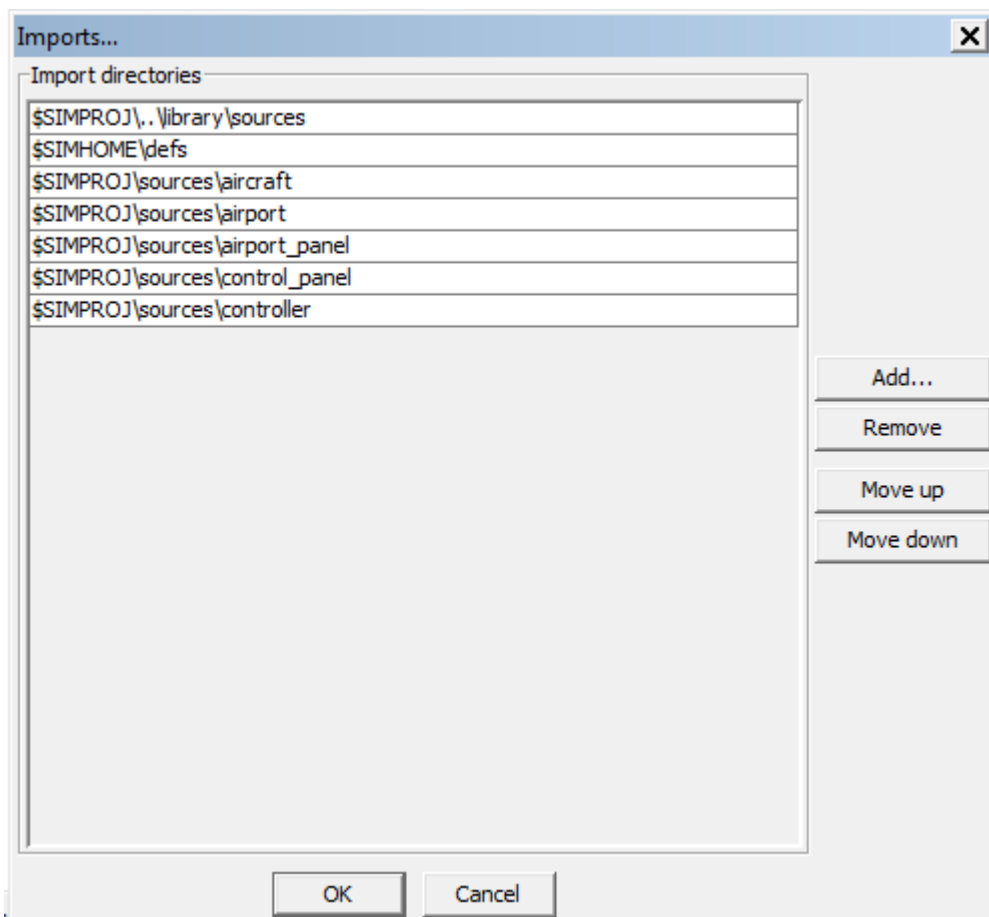 Imports...
Import directories
$SIMPROJ\..\library\sources
$SIMHOME\defs
$SIMPROJ\sources\aircraft
$SIMPROJ\sources\airport
$SIMPROJ\sources\airport_panel
$SIMPROJ\sources\control_panel
$SIMPROJ\sources\controller
Add...
Remove
Move up
Move down
OK Cancel